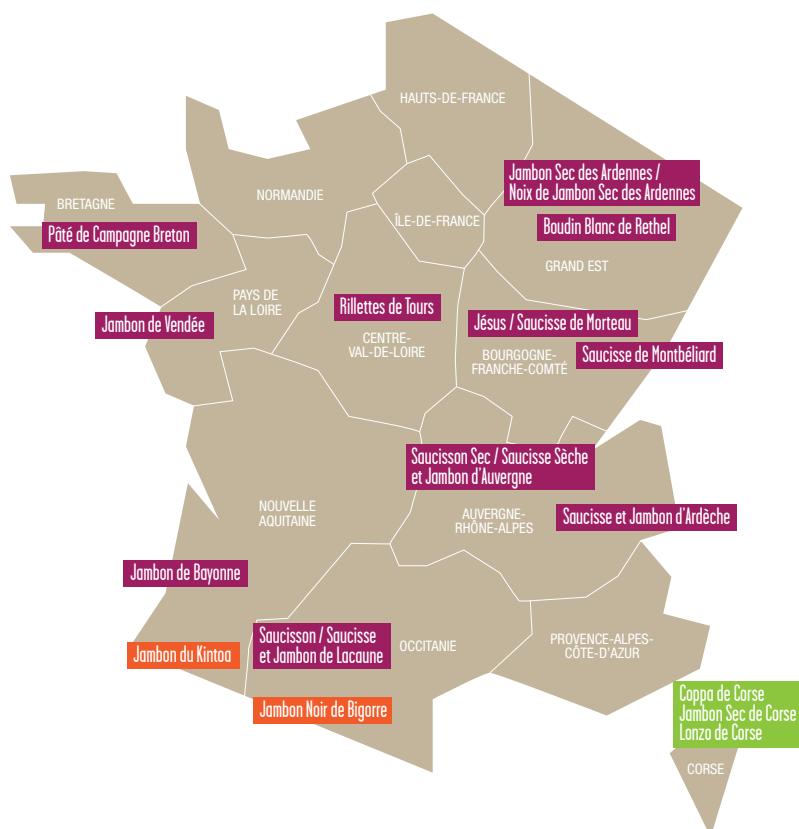 HAUTS-DE-FRANCE
Jambon Sec des Ardennes /
Noix de Jambon Sec des Ardennes
NORMANDIE
BRETAGNE
ÎLE-DE-FRANCE
Boudin Blanc de Rethel
Pâté de Campagne Breton
GRAND EST
PAYS DE
LA LOIRE
Rillettes de Tours
Jambon de Vendée
Jésus / Saucisse de Morteau
CENTRE-
VAL-DE-LOIRE
BOURGOGNE-
FRANCHE-COMTÉ
Saucisse de Montbéliard
Saucisson Sec / Saucisse Sèche
et Jambon d'Auvergne
NOUVELLE
AQUITAINE
AUVERGNE-
RHÔNE-ALPES
Saucisse et Jambon d'Ardèche
Jambon de Bayonne
Jambon du Kintoa
Saucisson / Saucisse
et Jambon de Lacaune
OCCITANIE
PROVENCE-ALPES-
CÔTE-D'AZUR
Jambon Noir de Bigorre
Coppa de Corse
Jambon Sec de Corse
Lonzo de Corse
CORSE